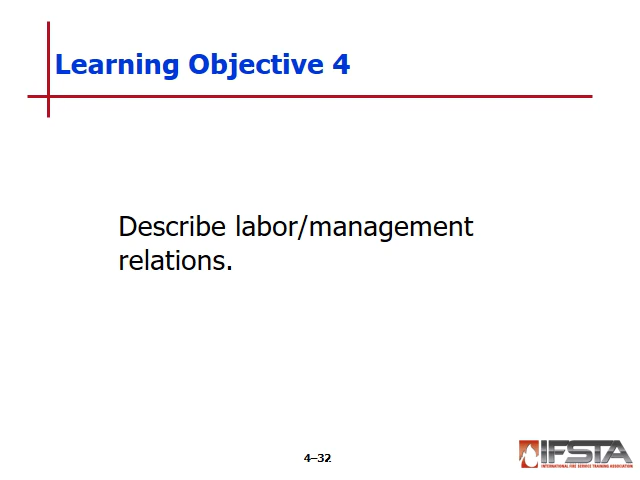 Learning Objective 4
Describe labor/management
relations.
4–32
IFSTA
INTERNATIONAL FIRE SERVICE TRAINING ASSOCIATION